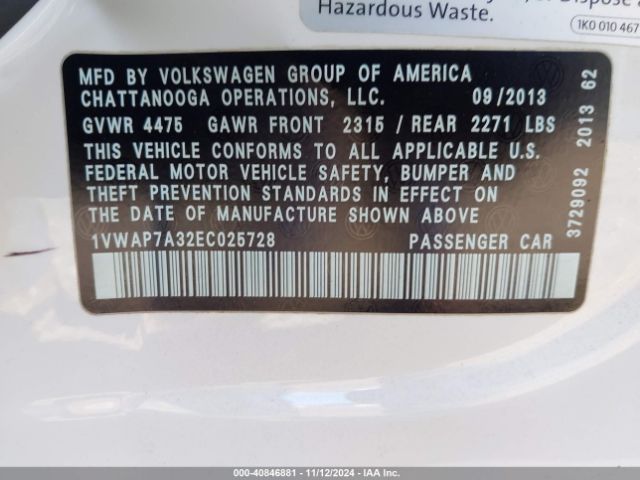 Dispose
Hazardous Waste.
1K0 010 467
MFD BY VOLKSWAGEN GROUP OF AMERICA
CHATTANOOGA OPERATIONS, LLC. 09/2013
GVWR 4475 GAWR FRONT 2315 / REAR 2271 LBS
THIS VEHICLE CONFORMS TO ALL APPLICABLE U.S.
FEDERAL MOTOR VEHICLE SAFETY, BUMPER AND
THEFT PREVENTION STANDARDS IN EFFECT ON
THE DATE OF MANUFACTURE SHOWN ABOVE
1VWAP7A32EC025728 PASSENGER CAR
3729092 2013 62
00-40846881 - 11/12/2024 - IAA Inc.